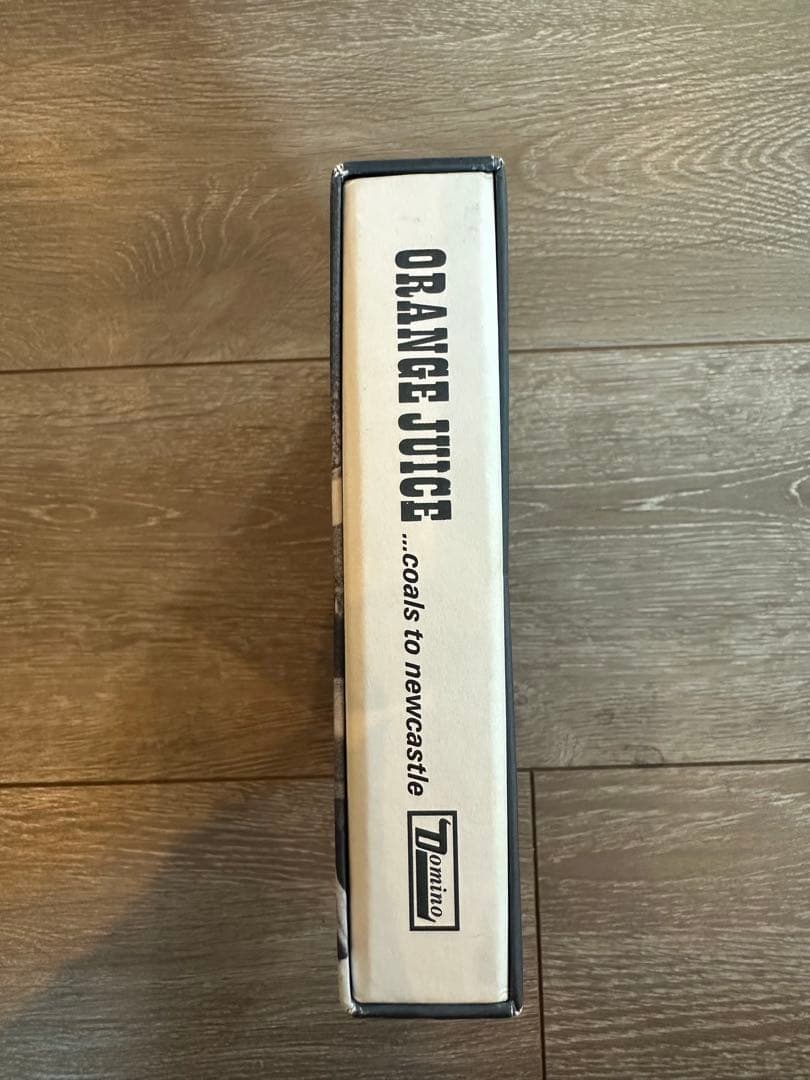 ORANGE JUICE
...coals to newcastle
Domino